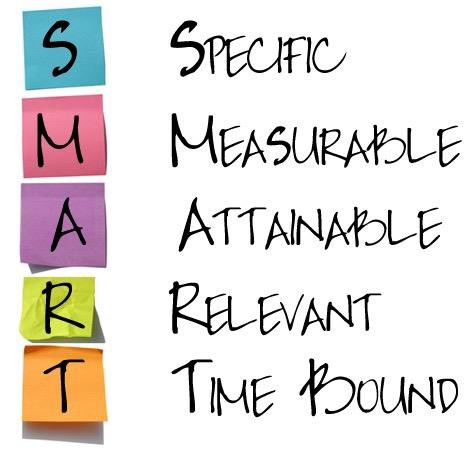 S Specific
M Measurable
A Attainable
R Relevant
T Time Bound